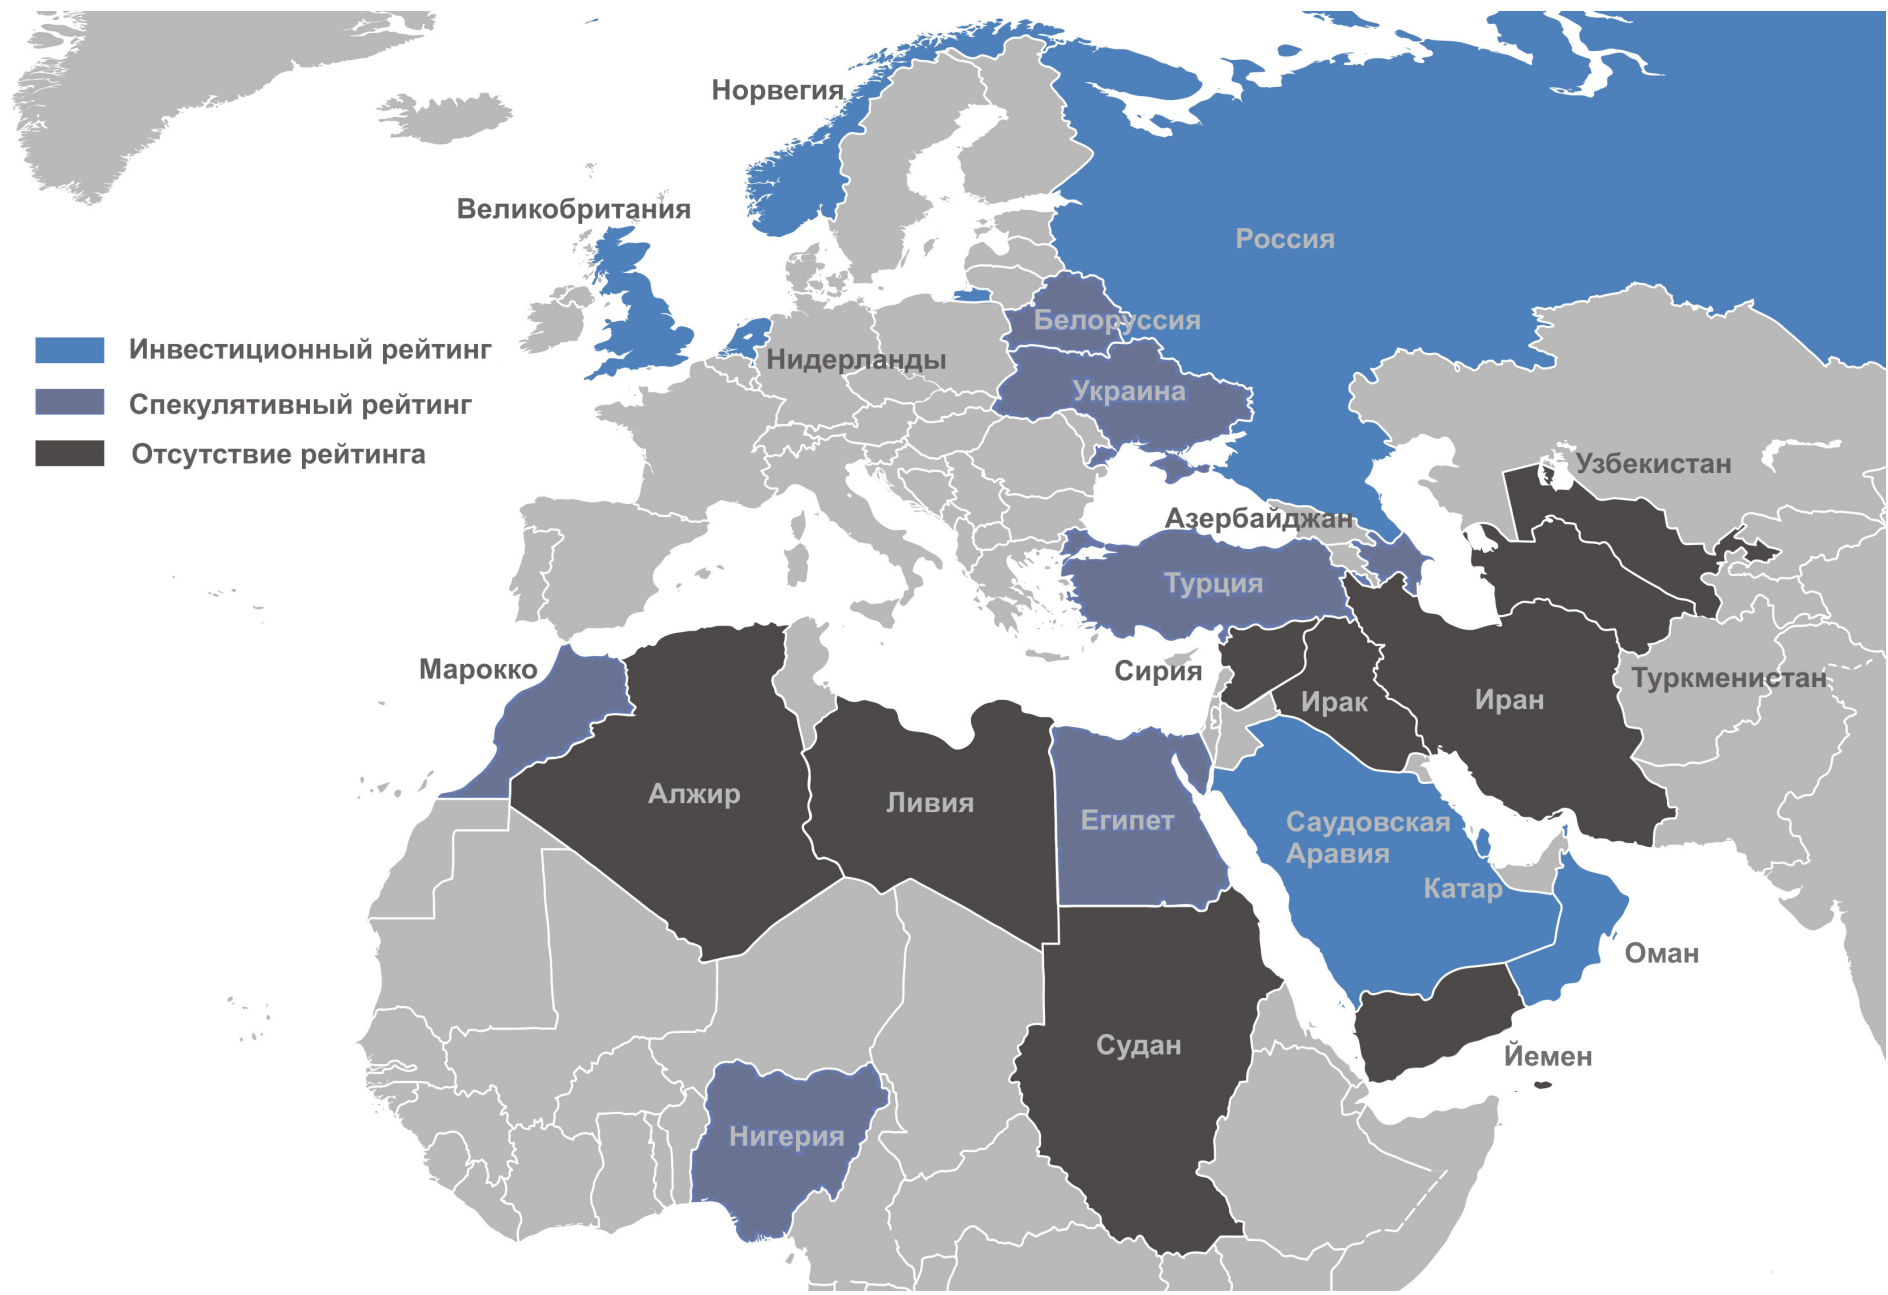 Норвегия
Великобритания
Россия
Белоруссия
Инвестиционный рейтинг
Нидерланды
Украина
Спекулятивный рейтинг
Отсутствие рейтинга
Узбекистан
Азербайджан
Турция
Марокко
Сирия
Туркменистан
Ирак
Иран
Алжир
Ливия
Египет
Саудовская
Аравия
Катар
Оман
Судан
Йемен
Нигерия